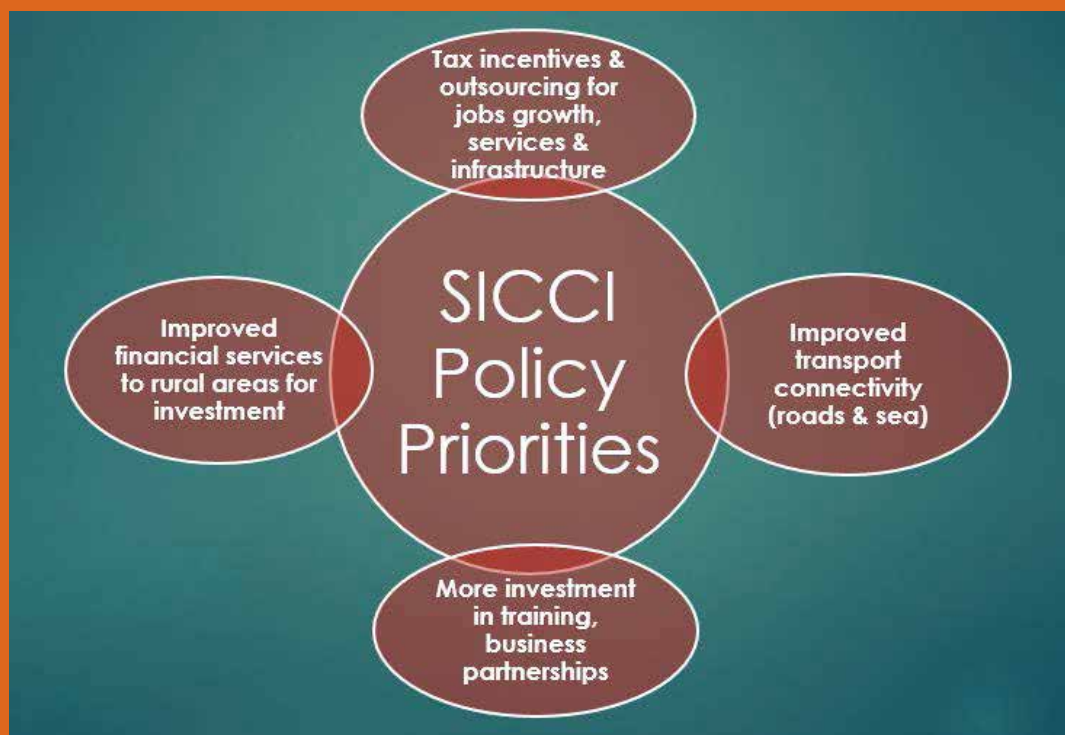 Tax incentives &
outsourcing for
jobs growth,
services &
infrastructure
SICCI
Policy
Priorities
Improved
financial services
to rural areas for
investment
Improved
transport
connectivity
(roads & sea)
More investment
in training,
business
partnerships